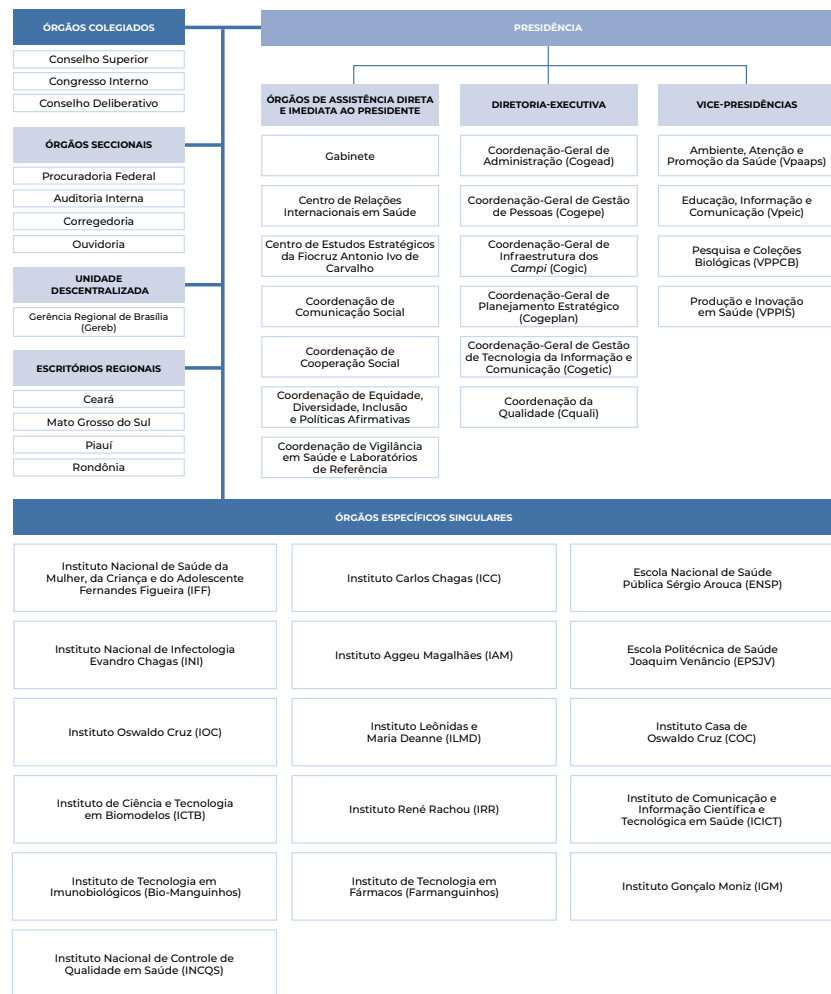 ÓRGÃOS COLEGIADOS
Conselho Superior
Congresso Interno
Conselho Deliberativo
ÓRGÃOS SECCIONAIS
Procuradoria Federal
Auditoria Interna
Corregedoria
Ouvidoria
UNIDADE
DESCENTRALIZADA
Gerência Regional de Brasília
(Gereb)
ESCRITÓRIOS REGIONAIS
Ceará
Mato Grosso do Sul
Piauí
Rondônia
PRESIDÊNCIA
ÓRGÃOS DE ASSISTÊNCIA DIRETA
E IMEDIATA AO PRESIDENTE
Gabinete
Centro de Relações
Internacionais em Saúde
Centro de Estudos Estratégicos
da Fiocruz Antonio Ivo de
Carvalho
Coordenação de
Comunicação Social
Coordenação de
Cooperação Social
Coordenação de Equidade,
Diversidade, Inclusão
e Políticas Afirmativas
Coordenação de Vigilância
em Saúde e Laboratórios
de Referência
DIRETORIA-EXECUTIVA
Coordenação-Geral de
Administração (Cogead)
Coordenação-Geral de Gestão
de Pessoas (Cogepe)
Coordenação-Geral de
Infraestrutura dos
Campi (Cogic)
Coordenação-Geral de
Planejamento Estratégico
(Cogeplan)
Coordenação-Geral de Gestão
de Tecnologia da Informação e
Comunicação (Cogetic)
Coordenação da
Qualidade (Cquali)
VICE-PRESIDÊNCIAS
Ambiente, Atenção e
Promoção da Saúde (Vpaaps)
Educação, Informação e
Comunicação (Vpeic)
Pesquisa e Coleções
Biológicas (VPPCB)
Produção e Inovação
em Saúde (VPPIS)
ÓRGÃOS ESPECÍFICOS SINGULARES
Instituto Nacional de Saúde da
Mulher, da Criança e do Adolescente
Fernandes Figueira (IFF)
Instituto Carlos Chagas (ICC)
Escola Nacional de Saúde
Pública Sérgio Arouca (ENSP)
Instituto Nacional de Infectologia
Evandro Chagas (INI)
Instituto Aggeu Magalhães (IAM)
Escola Politécnica de Saúde
Joaquim Venâncio (EPSJV)
Instituto Oswaldo Cruz (IOC)
Instituto Leônidas e
Maria Deanne (ILMD)
Instituto Casa de
Oswaldo Cruz (COC)
Instituto de Ciência e Tecnologia
em Biomodelos (ICTB)
Instituto René Rachou (IRR)
Instituto de Comunicação e
Informação Científica e
Tecnológica em Saúde (ICICT)
Instituto de Tecnologia em
Imunobiológicos (Bio-Manguinhos)
Instituto de Tecnologia em
Fármacos (Farmanguinhos)
Instituto Gonçalo Moniz (IGM)
Instituto Nacional de Controle de
Qualidade em Saúde (INCQS)